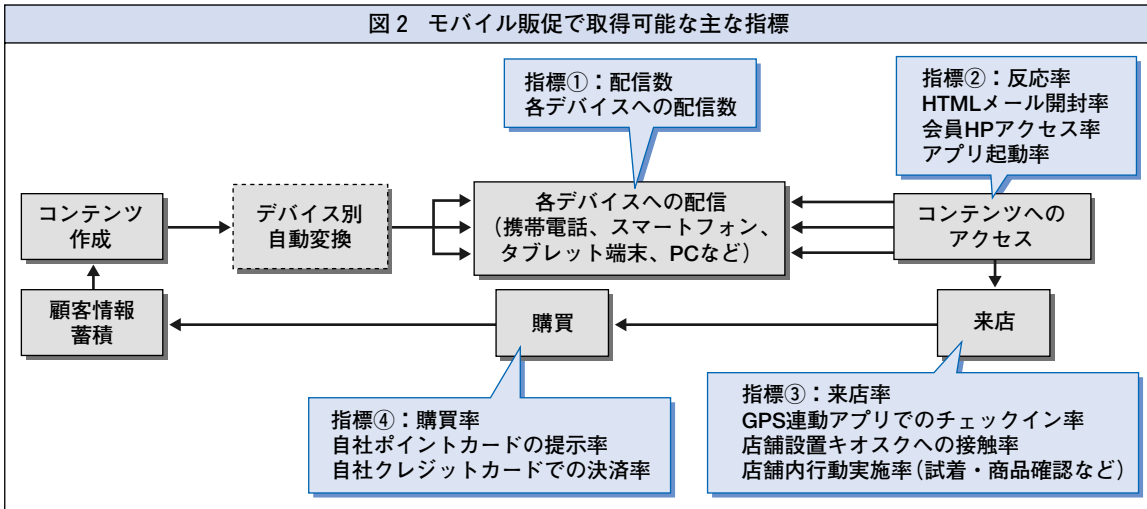 図2 モバイル販促で取得可能な主な指標
指標①：配信数
各デバイスへの配信数
指標②：反応率
HTMLメール開封率
会員HPアクセス率
アプリ起動率
コンテンツ
作成
デバイス別
自動変換
各デバイスへの配信
（携帯電話、スマートフォン、
タブレット端末、PCなど）
コンテンツへの
アクセス
顧客情報
蓄積
購買
来店
指標④：購買率
自社ポイントカードの提示率
自社クレジットカードでの決済率
指標③：来店率
GPS連動アプリでのチェックイン率
店舗設置キオスクへの接触率
店舗内行動実施率（試着・商品確認など）